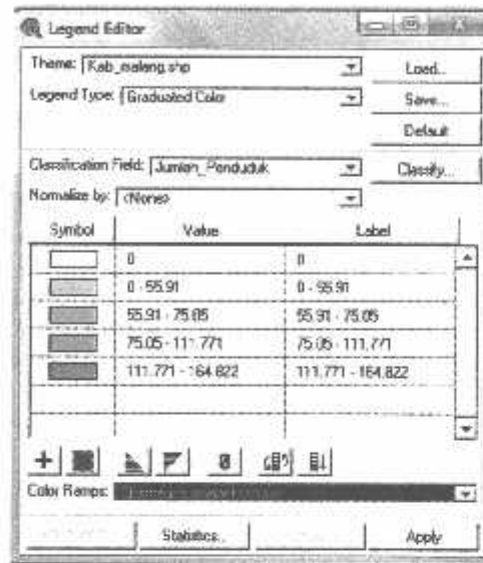 Legend Editor
Theme: Kab_malang.shp Load...
Legend Type: Graduated Color Save...
Default
Classification Field: Jumlah_Penduduk Classify...
Normalize by: <None>
Symbol Value Label
0 0
0 - 55.91 0 - 55.91
55.91 - 75.05 55.91 - 75.05
75.05 - 111.771 75.05 - 111.771
111.771 - 164.822 111.771 - 164.822
Color Ramps:
Statistics... Apply